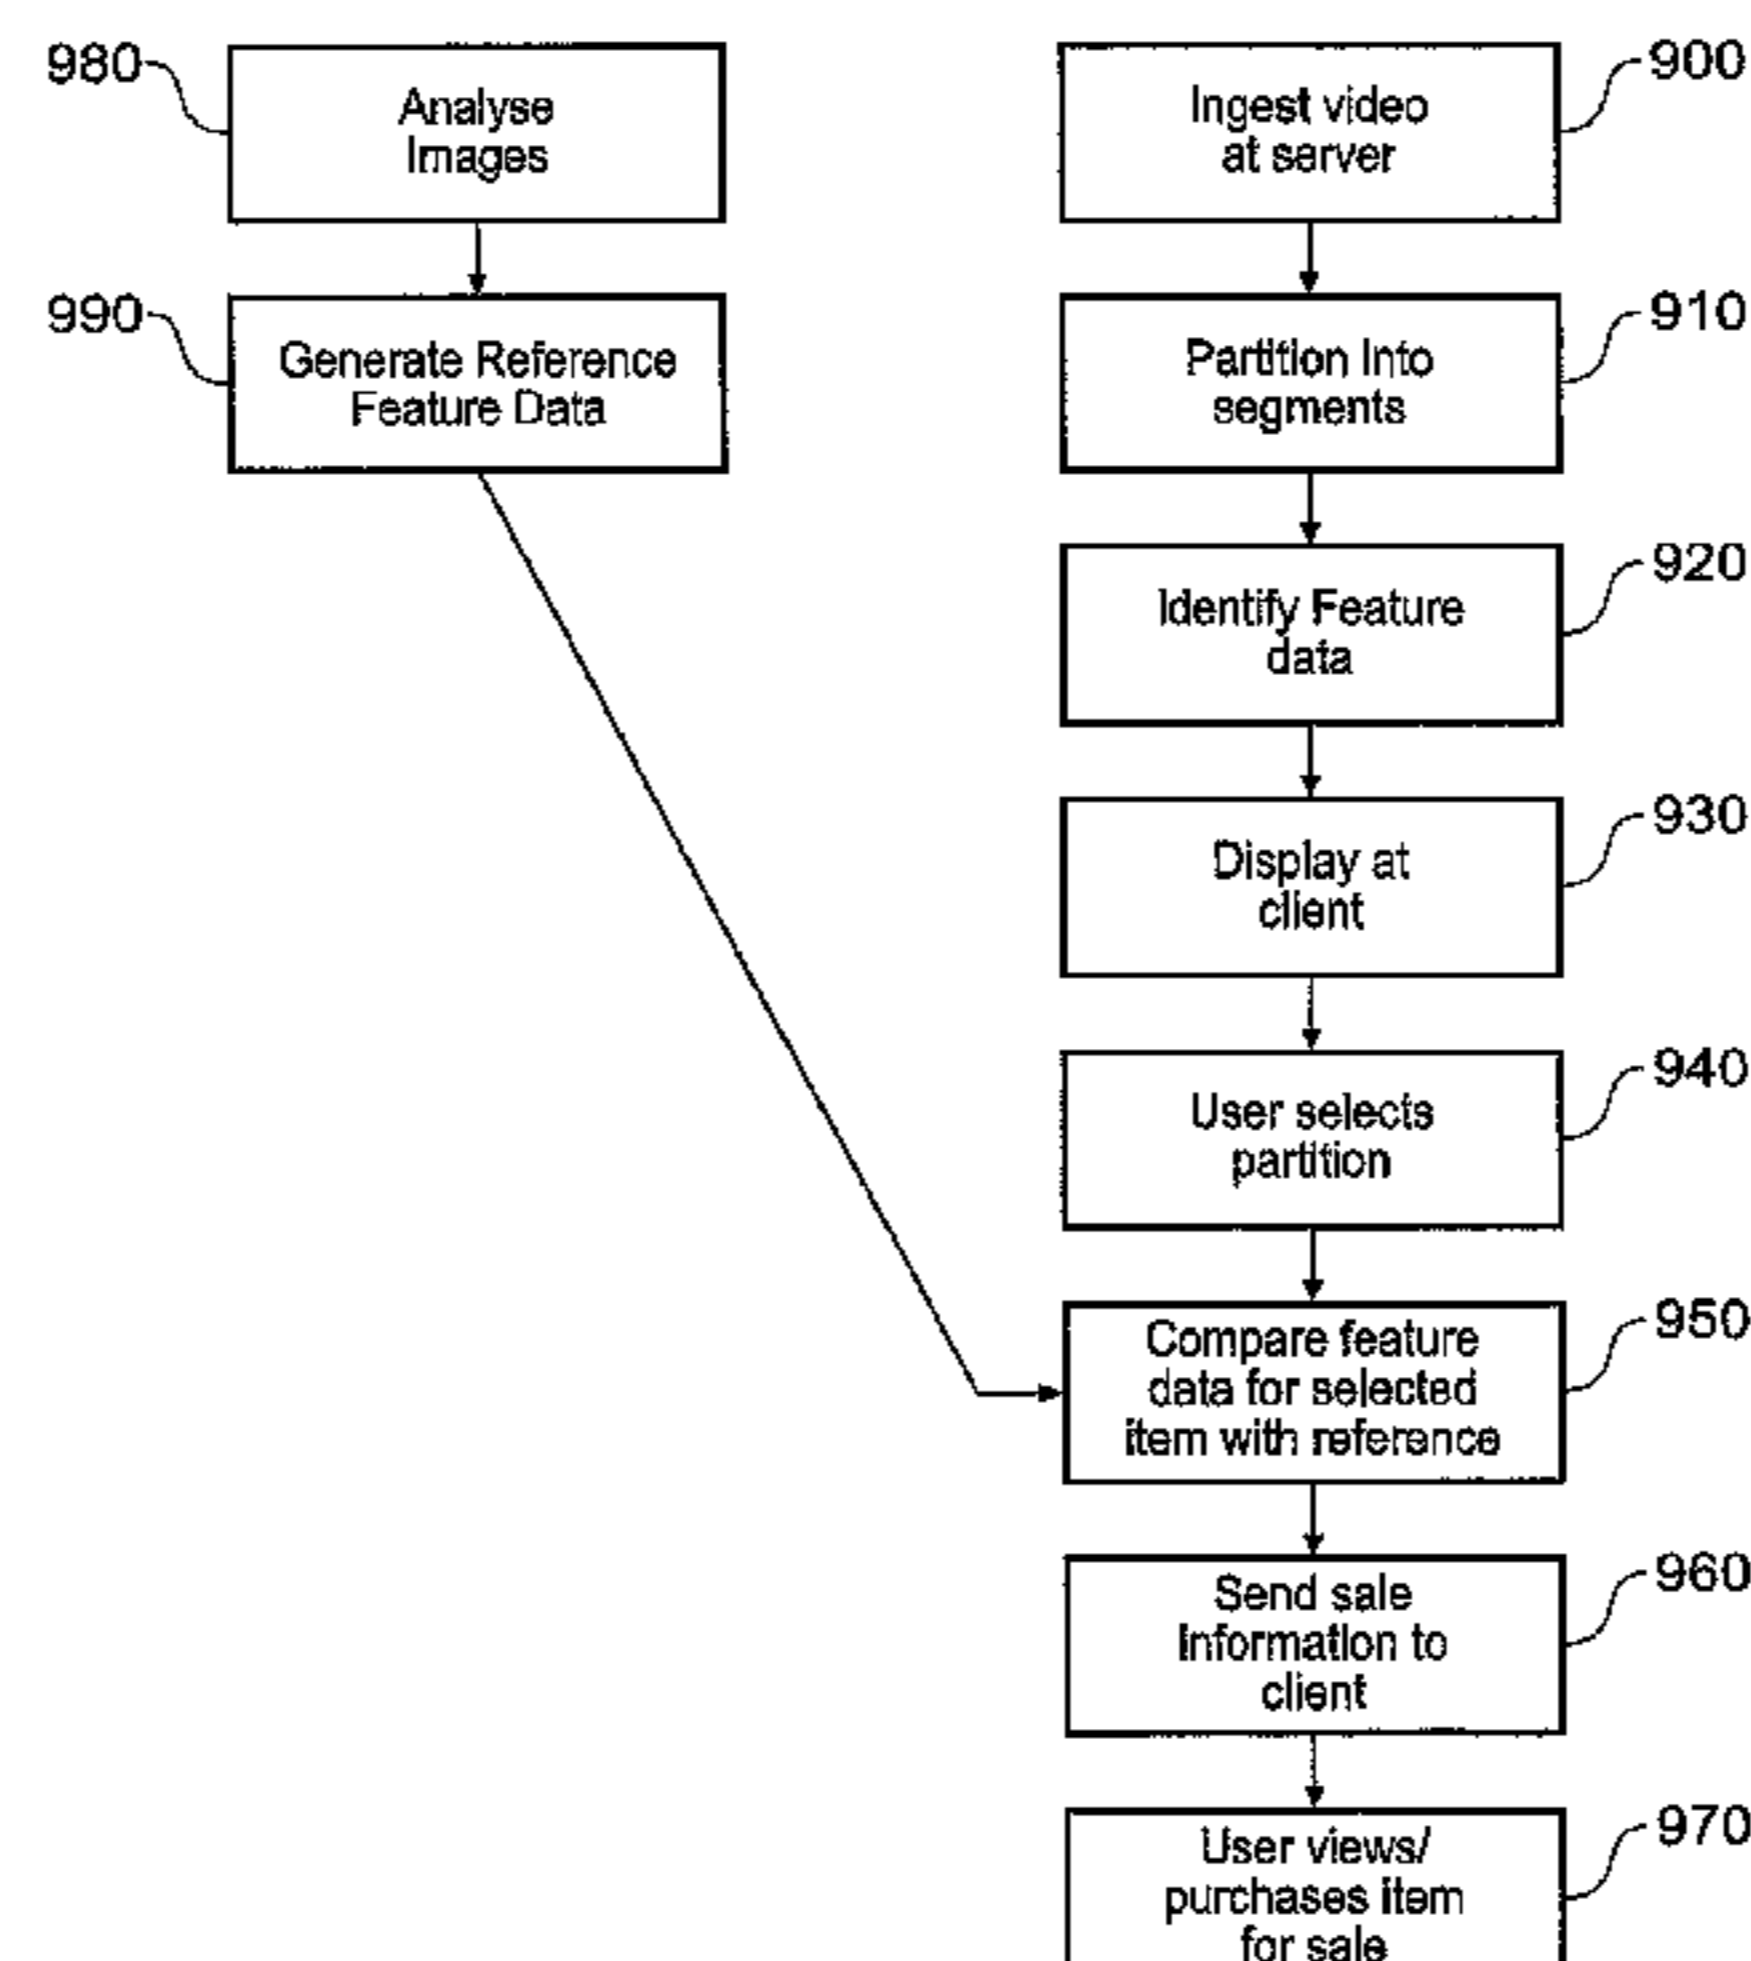 980
Analyse
Images
990
Generate Reference
Feature Data
900
Ingest video
at server
910
Partition Into
segments
920
Identify Feature
data
930
Display at
client
940
User selects
partition
950
Compare feature
data for selected
item with reference
960
Send sale
Information to
client
970
User views/
purchases item
for sale